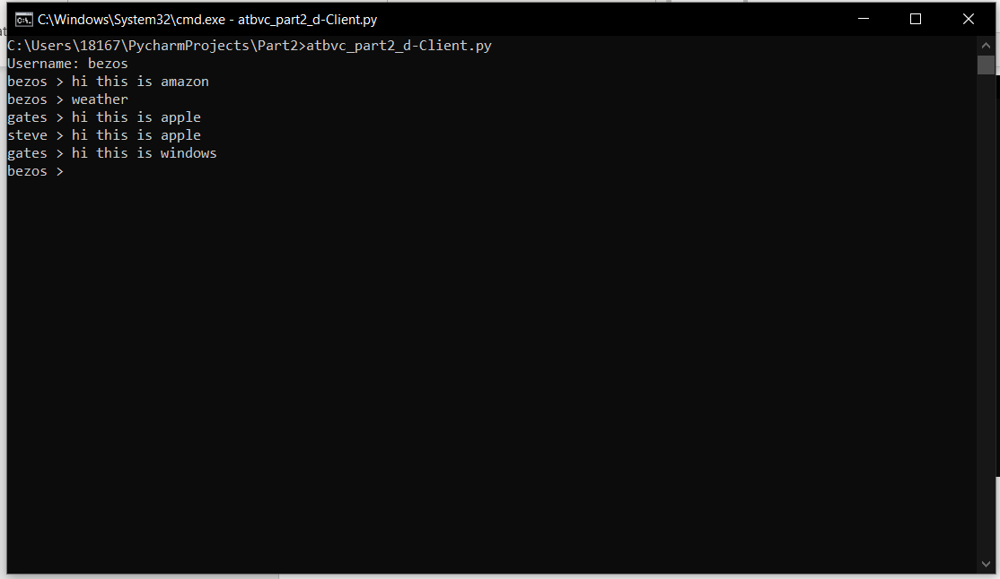 C:\Windows\System32\cmd.exe - atbvc_part2_d-Client.py
C:\Users\18167\PycharmProjects\Part2>atbvc_part2_d-Client.py
Username: bezos
bezos > hi this is amazon
bezos > weather
gates > hi this is apple
steve > hi this is apple
gates > hi this is windows
bezos >